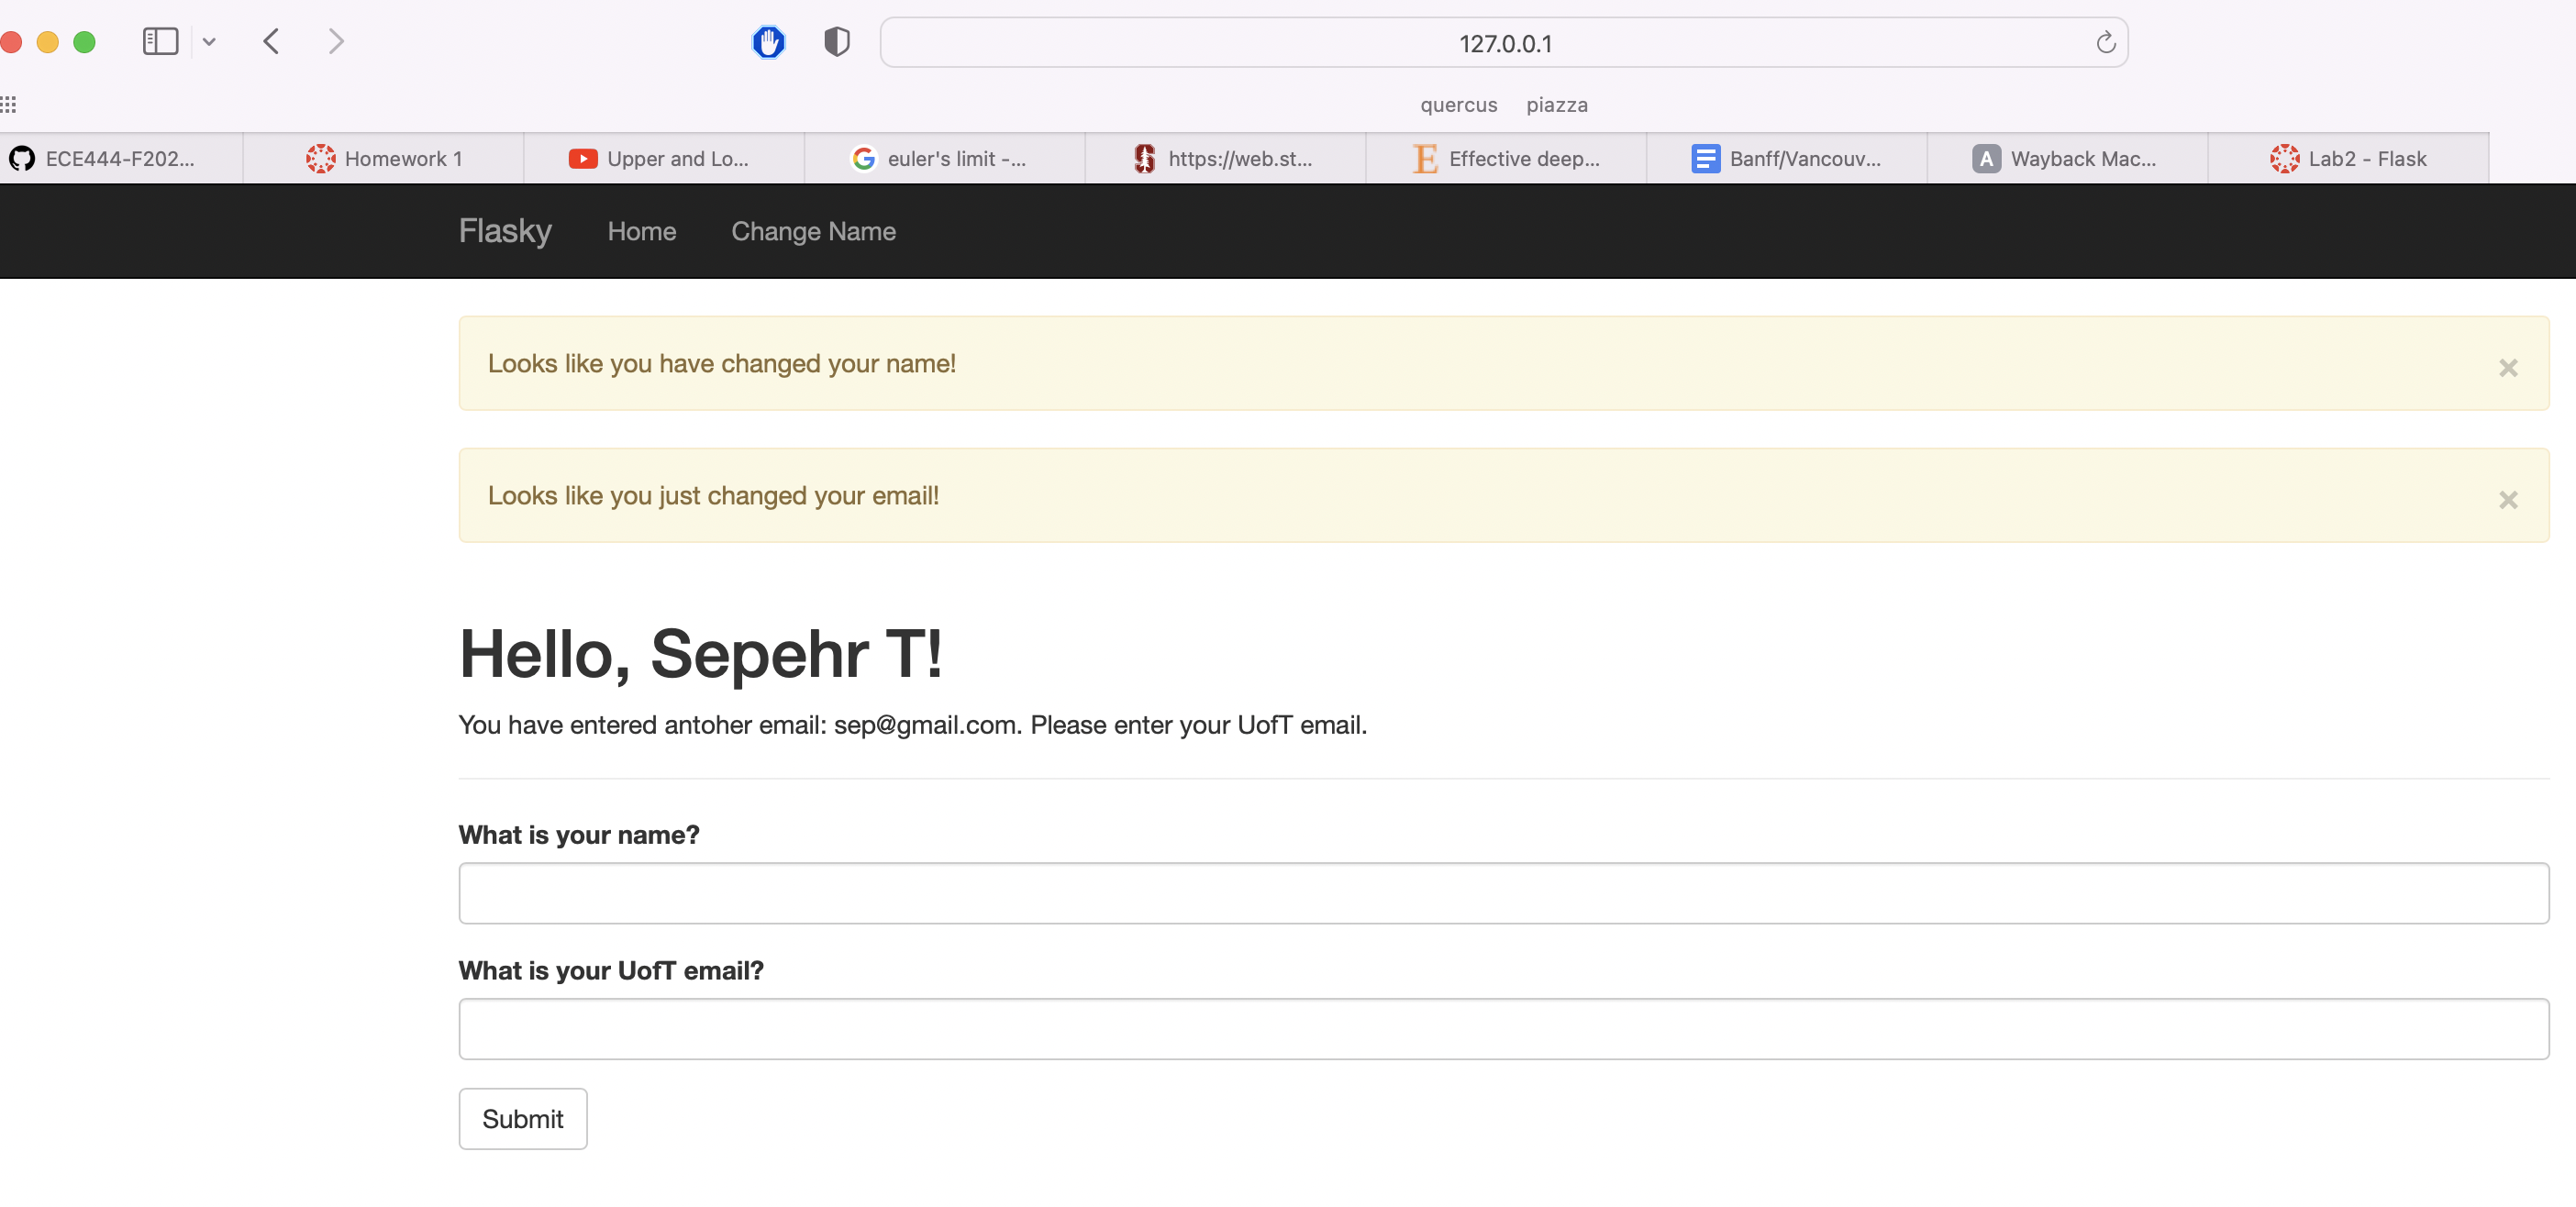 127.0.0.1
quercus piazza
ECE444-F202... Homework 1 Upper and Lo... euler's limit -... https://web.st... Effective deep... Banff/Vancouv... Wayback Mac... Lab2 - Flask
Flasky Home Change Name
Looks like you have changed your name! ×
Looks like you just changed your email! ×
Hello, Sepehr T!
You have entered antoher email: sep@gmail.com. Please enter your UofT email.
What is your name?
What is your UofT email?
Submit